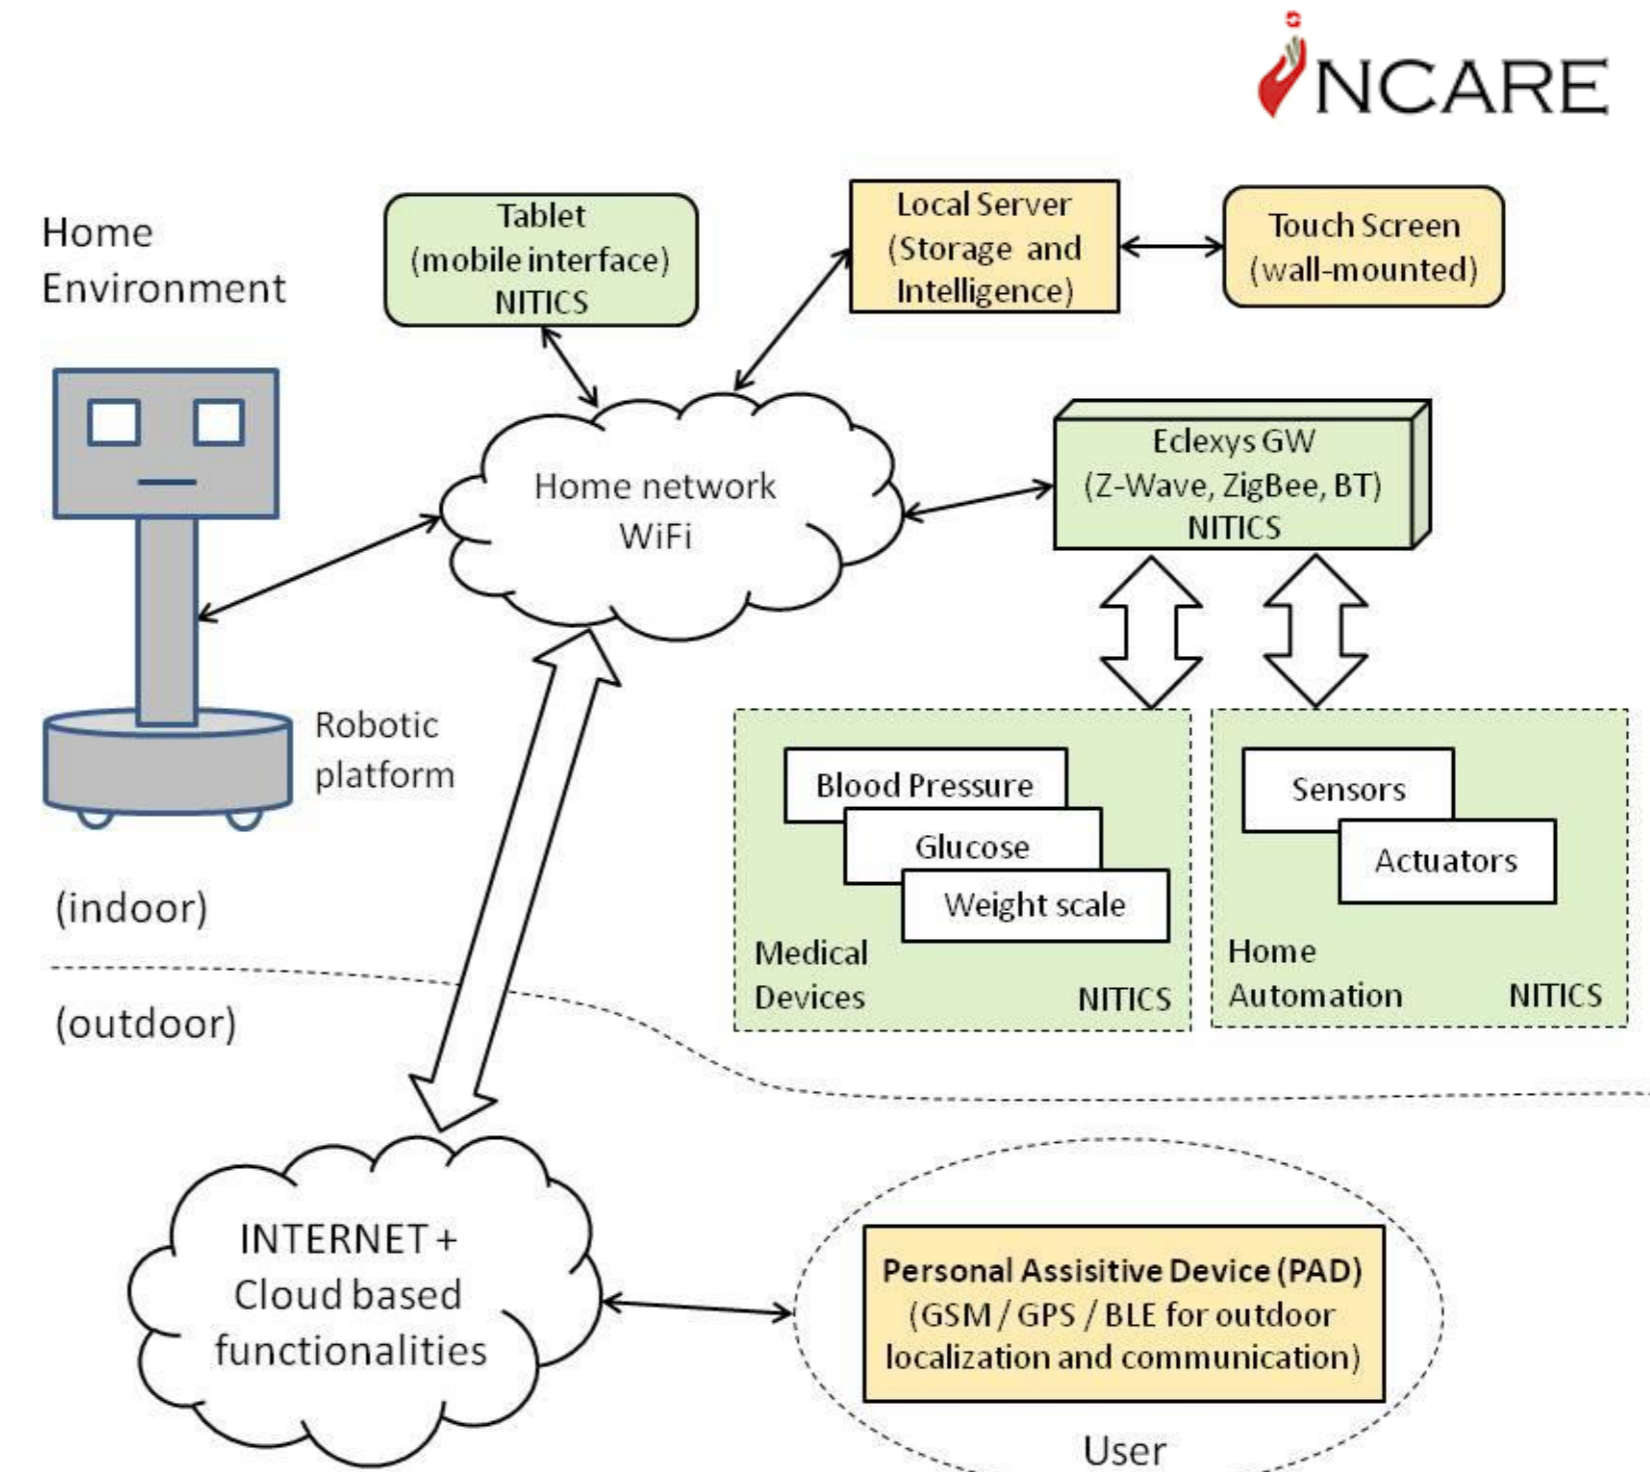 iNCARE
Home
Environment
Tablet
(mobile interface)
NITICS
Local Server
(Storage and
Intelligence)
Touch Screen
(wall-mounted)
Home network
WiFi
Eclexys GW
(Z-Wave, ZigBee, BT)
NITICS
Robotic
platform
Blood Pressure
Glucose
Weight scale
Medical
Devices
NITICS
Sensors
Actuators
Home
Automation
NITICS
(indoor)
(outdoor)
INTERNET +
Cloud based
functionalities
Personal Assisitive Device (PAD)
(GSM / GPS / BLE for outdoor
localization and communication)
User